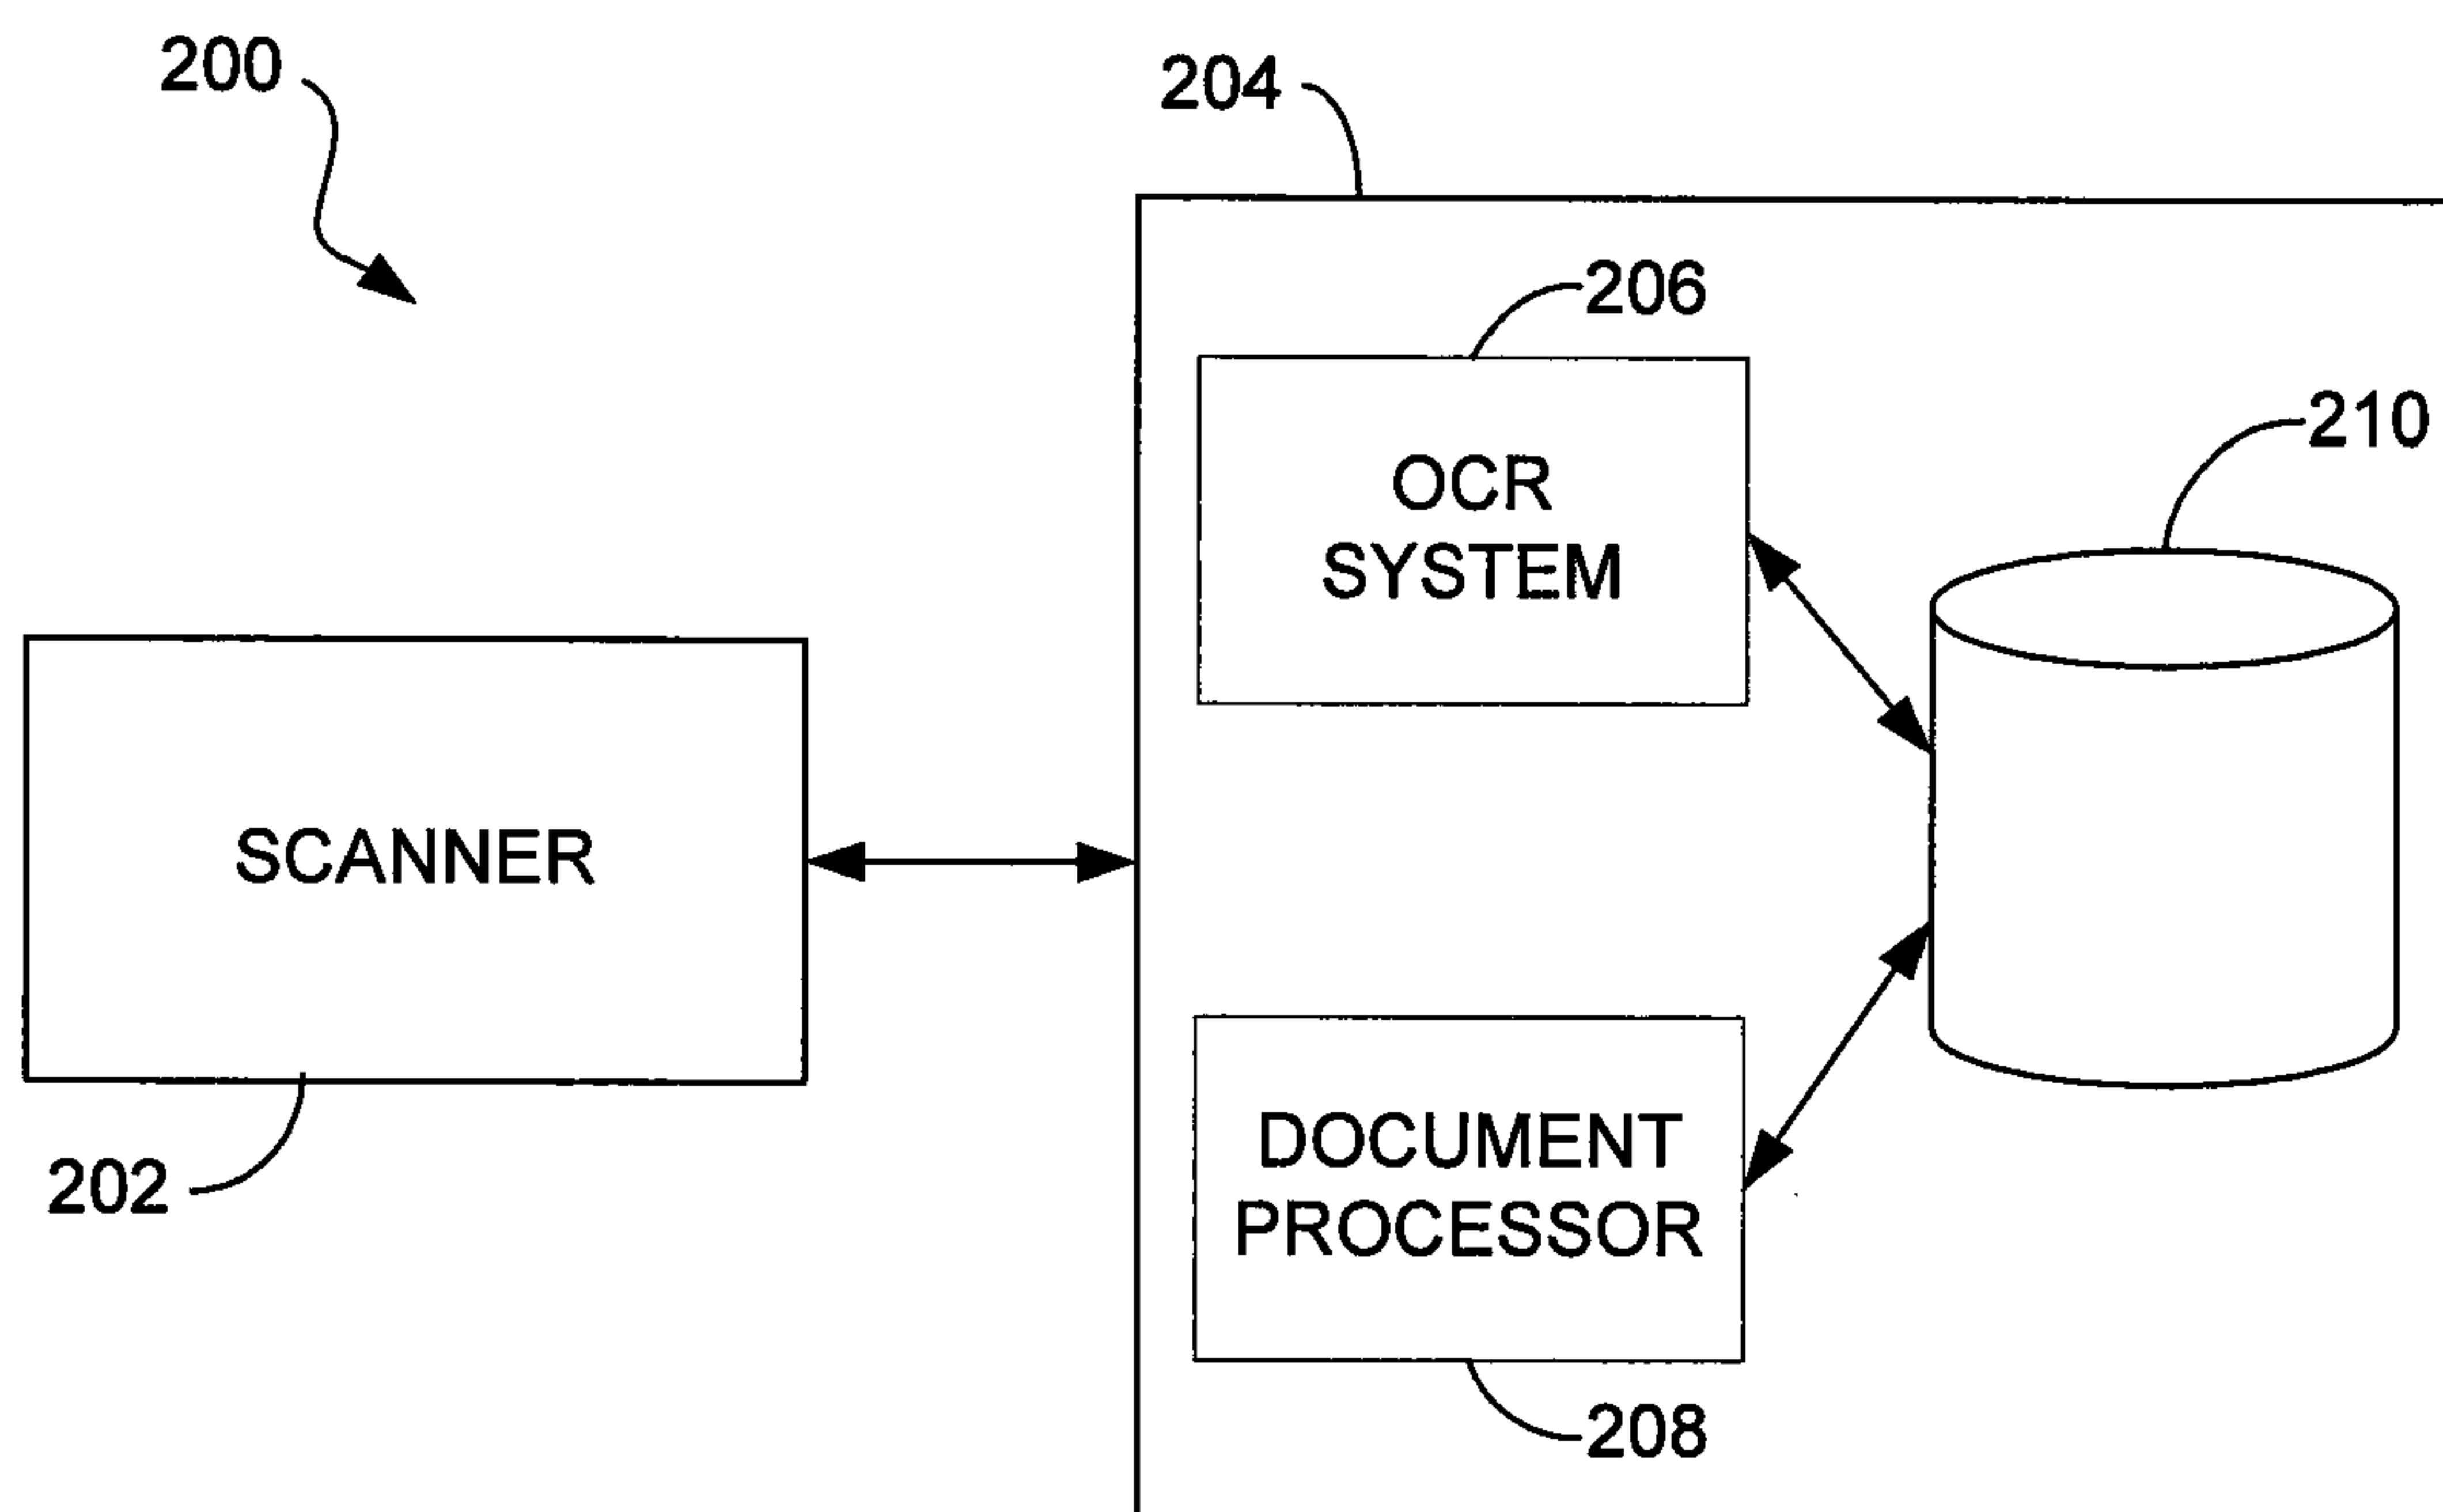 200
204
206
210
OCR
SYSTEM
SCANNER
202
DOCUMENT
PROCESSOR
208